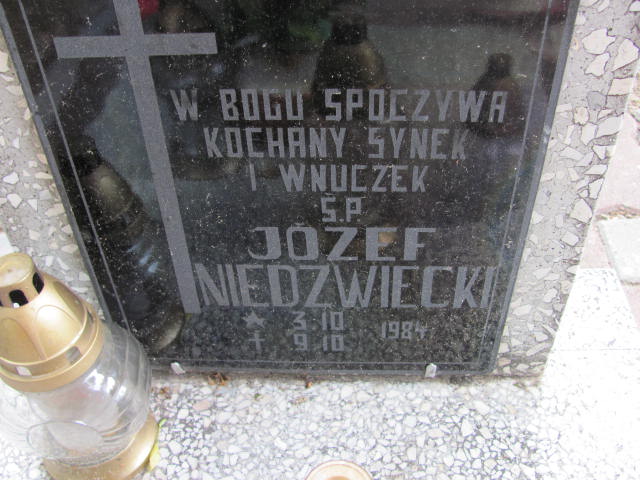 W BOGU SPOCZYWA
KOCHANY SYNEK
I WNUCZEK
Ś.P.
JÓZEF
NIEDŹWIECKI
★ 3.10
† 9.10 1984